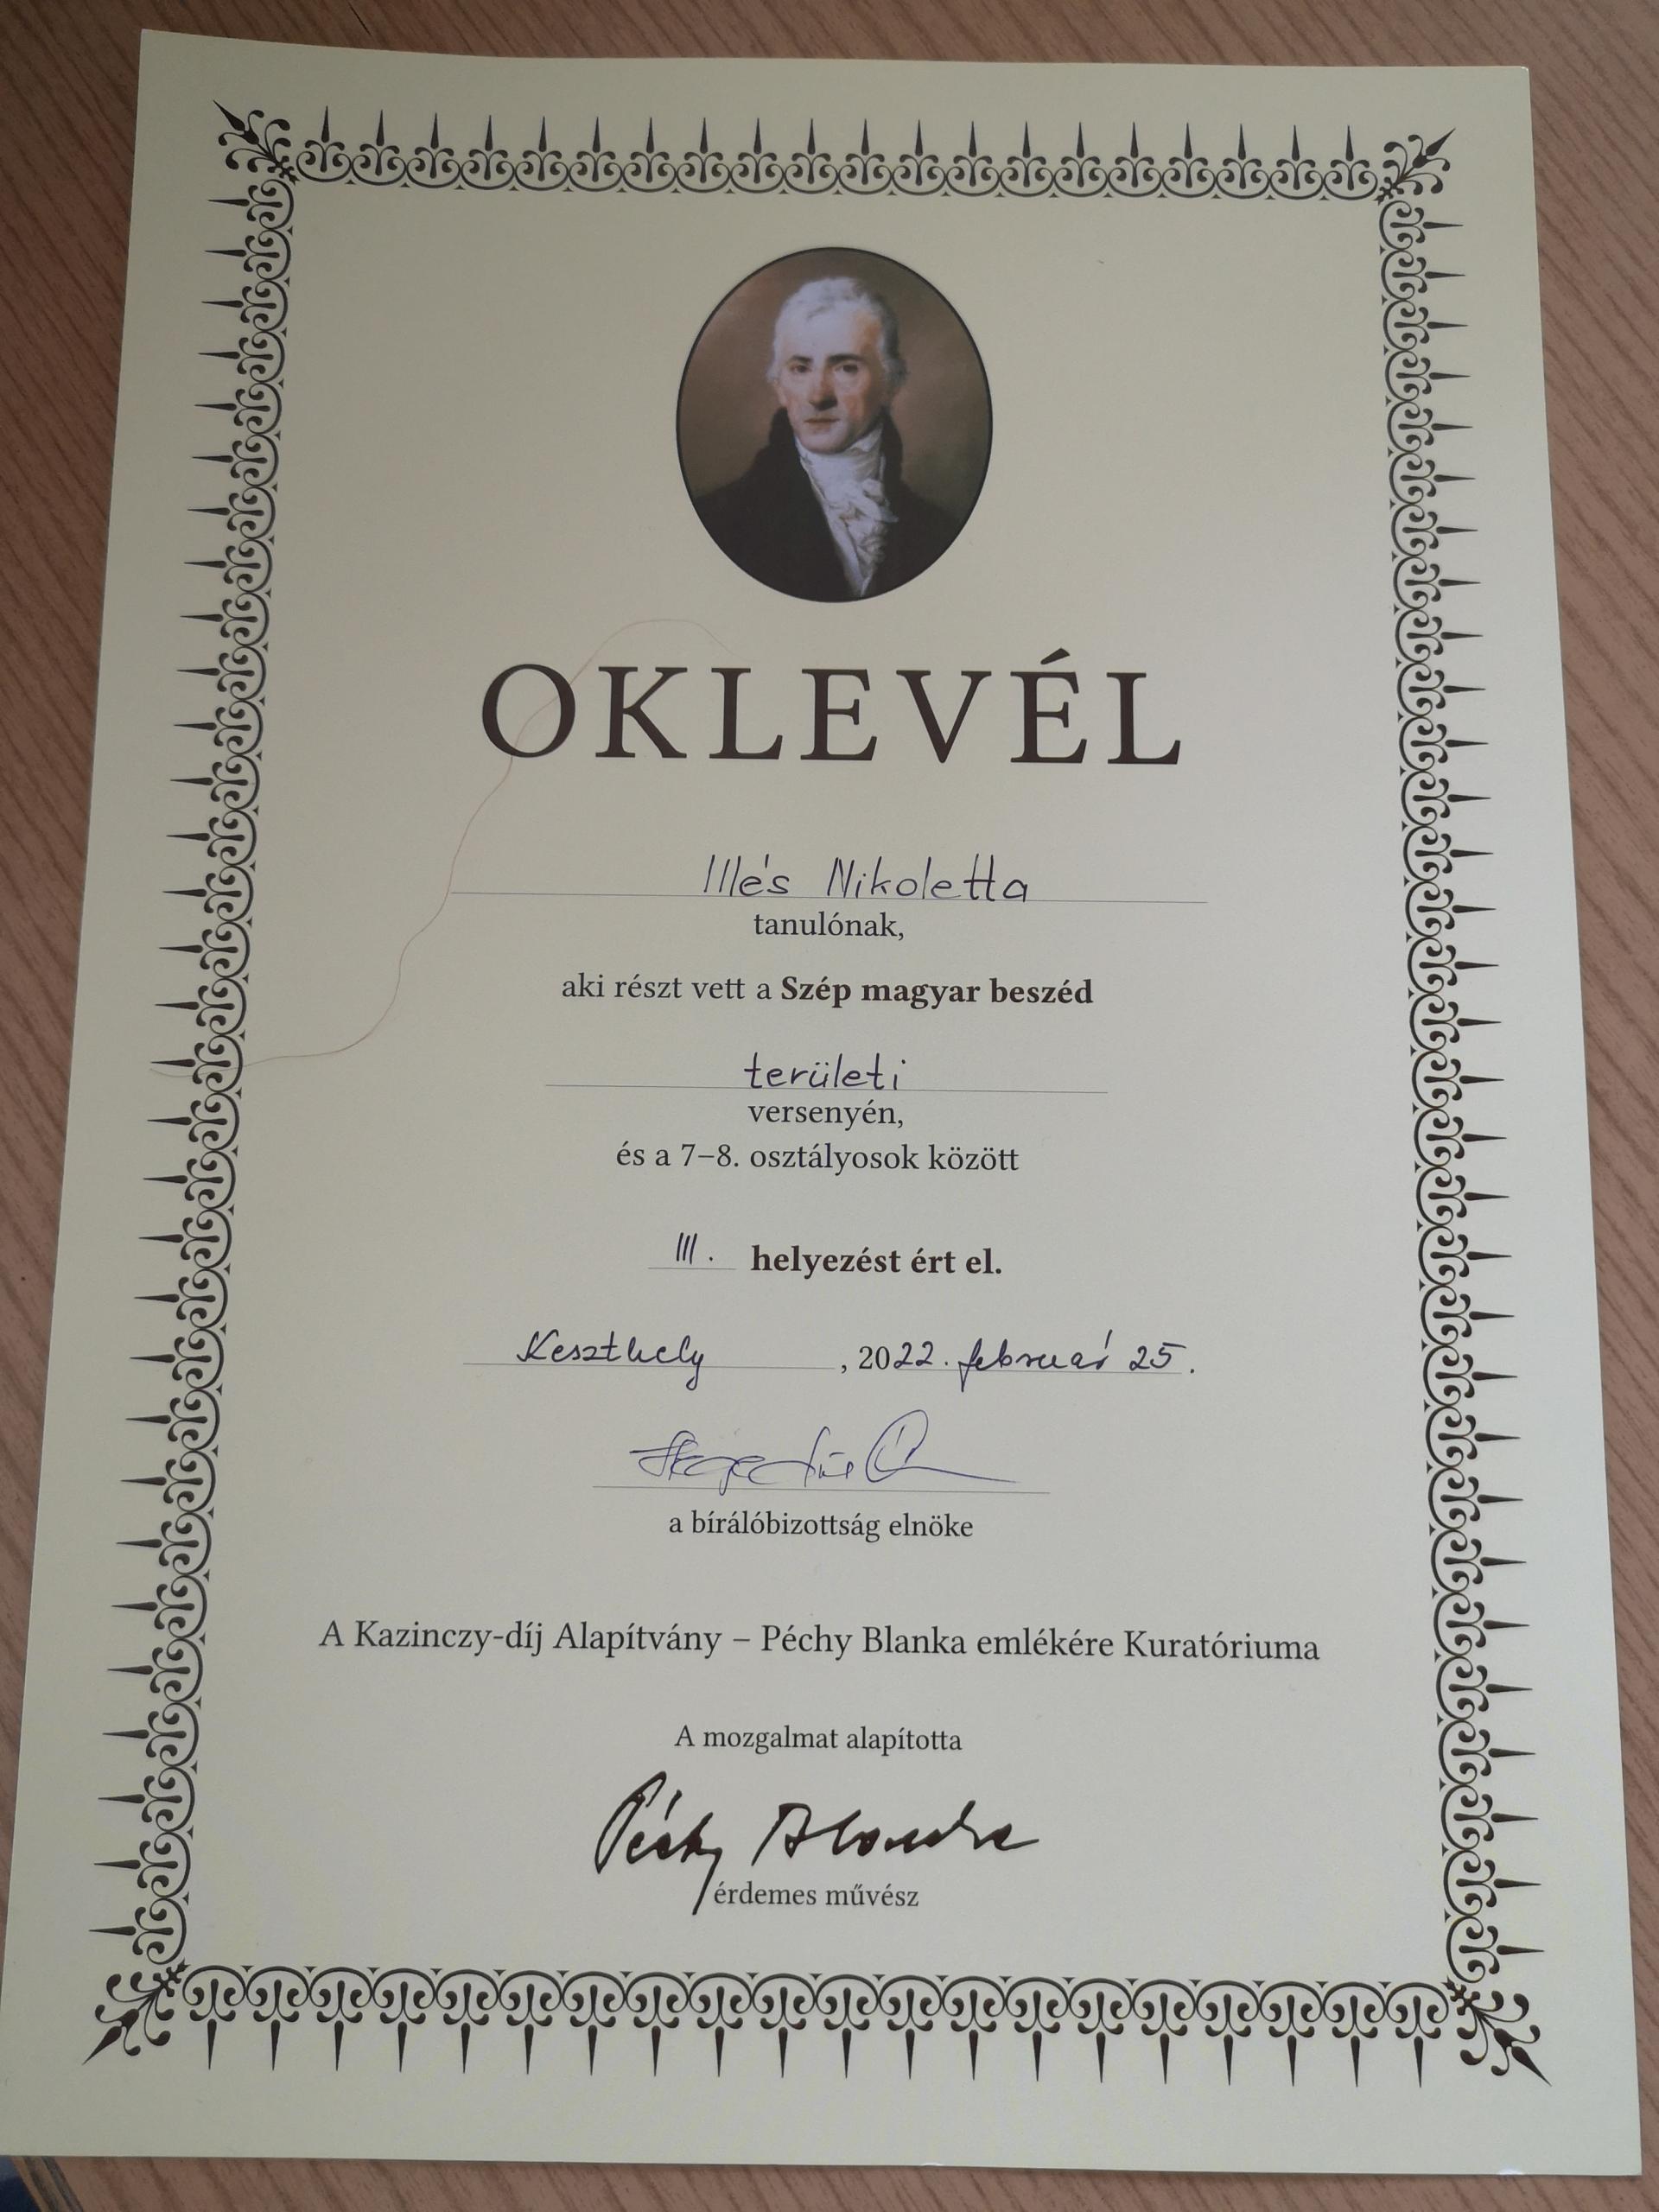 OKLEVÉL
Illés Nikoletta
tanulónak,
aki részt vett a Szép magyar beszéd
területi
versenyén,
és a 7–8. osztályosok között
III. helyezést ért el.
Keszthely, 2022. február 25.
a bírálóbizottság elnöke
A Kazinczy-díj Alapítvány – Péchy Blanka emlékére Kuratóriuma
A mozgalmat alapította
Péchy Blanka
érdemes művész